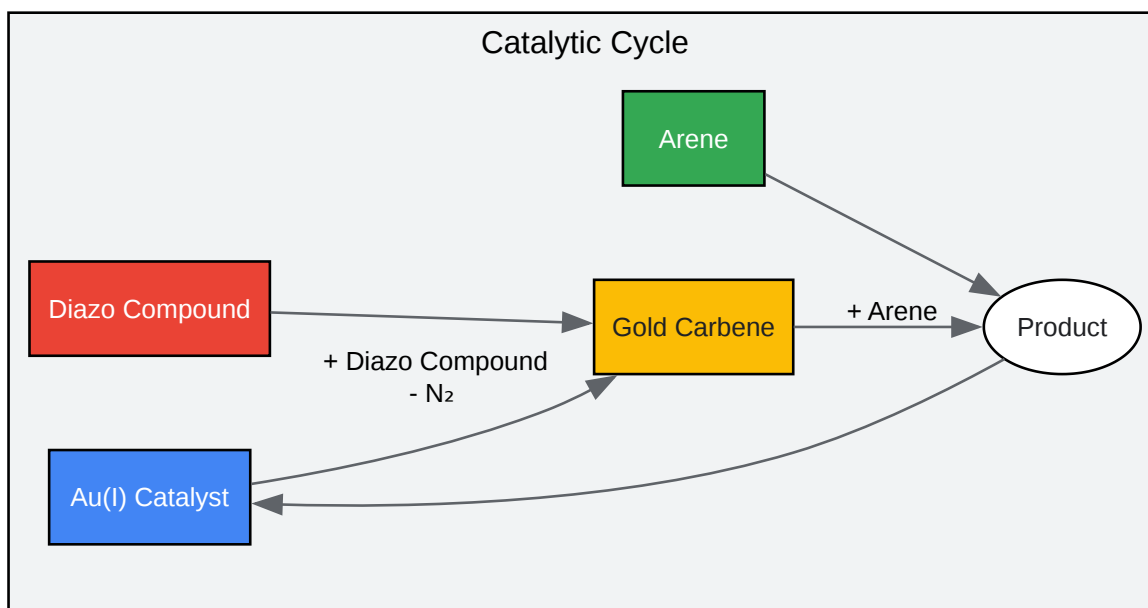 Catalytic Cycle
Arene
Diazo Compound
Gold Carbene
+ Arene
Product
+ Diazo Compound
- N₂
Au(I) Catalyst